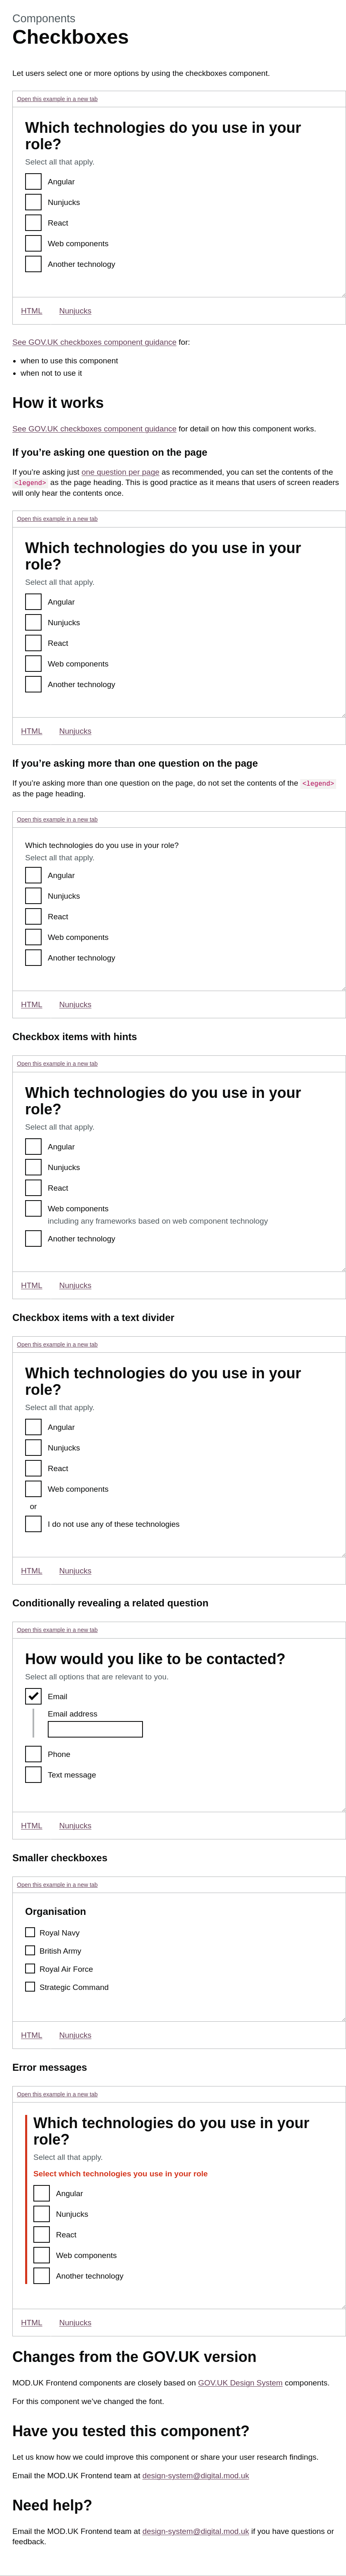 Components
Checkboxes
Let users select one or more options by using the checkboxes component.
Open this example in a new tab
Which technologies do you use in your
role?
Select all that apply.
Angular
Nunjucks
React
Web components
Another technology
HTML Nunjucks
See GOV.UK checkboxes component guidance for:
• when to use this component
• when not to use it
How it works
See GOV.UK checkboxes component guidance for detail on how this component works.
If you're asking one question on the page
If you're asking just one question per page as recommended, you can set the contents of the
<legend> as the page heading. This is good practice as it means that users of screen readers
will only hear the contents once.
Open this example in a new tab
Which technologies do you use in your
role?
Select all that apply.
Angular
Nunjucks
React
Web components
Another technology
HTML Nunjucks
If you're asking more than one question on the page
If you're asking more than one question on the page, do not set the contents of the <legend>
as the page heading.
Open this example in a new tab
Which technologies do you use in your role?
Select all that apply.
Angular
Nunjucks
React
Web components
Another technology
HTML Nunjucks
Checkbox items with hints
Open this example in a new tab
Which technologies do you use in your
role?
Select all that apply.
Angular
Nunjucks
React
Web components
including any frameworks based on web component technology
Another technology
HTML Nunjucks
Checkbox items with a text divider
Open this example in a new tab
Which technologies do you use in your
role?
Select all that apply.
Angular
Nunjucks
React
Web components
or
I do not use any of these technologies
HTML Nunjucks
Conditionally revealing a related question
Open this example in a new tab
How would you like to be contacted?
Select all options that are relevant to you.
Email
Email address
Phone
Text message
HTML Nunjucks
Smaller checkboxes
Open this example in a new tab
Organisation
Royal Navy
British Army
Royal Air Force
Strategic Command
HTML Nunjucks
Error messages
Open this example in a new tab
Which technologies do you use in your
role?
Select all that apply.
Select which technologies you use in your role
Angular
Nunjucks
React
Web components
Another technology
HTML Nunjucks
Changes from the GOV.UK version
MOD.UK Frontend components are closely based on GOV.UK Design System components.
For this component we've changed the font.
Have you tested this component?
Let us know how we could improve this component or share your user research findings.
Email the MOD.UK Frontend team at design-system@digital.mod.uk
Need help?
Email the MOD.UK Frontend team at design-system@digital.mod.uk if you have questions or
feedback.